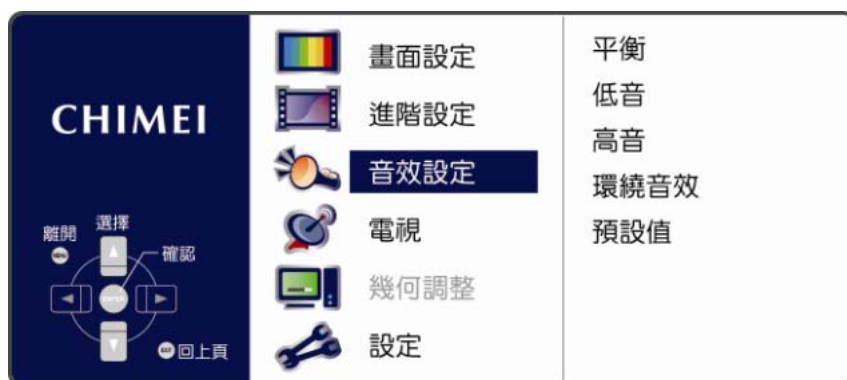 CHIMEI
離開
選擇
MENU
確認
ENTER
EXIT
回上頁
畫面設定
進階設定
音效設定
電視
幾何調整
設定
平衡
低音
高音
環繞音效
預設值